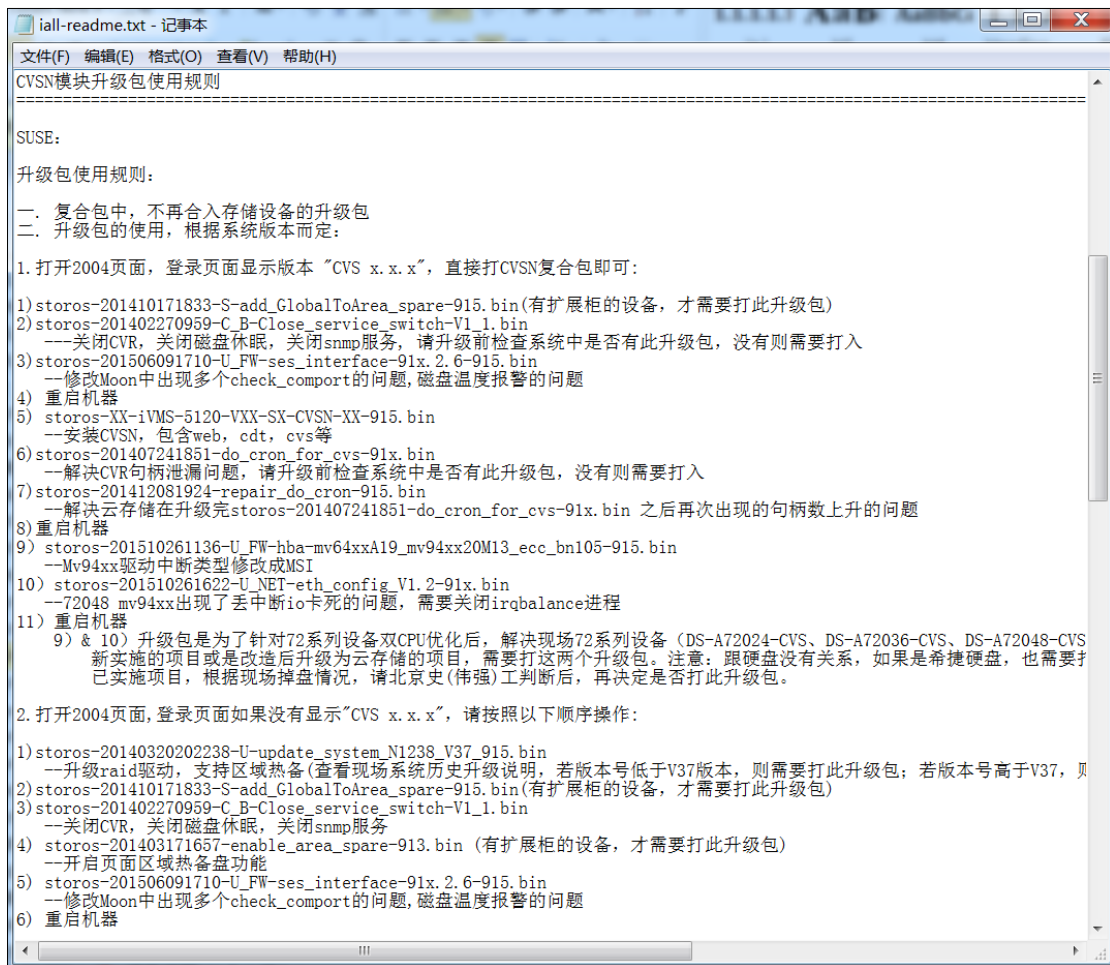 iall-readme.txt - 记事本
文件(F) 编辑(E) 格式(O) 查看(V) 帮助(H)
CVSN模块升级包使用规则
================================================================================
SUSE:
升级包使用规则:
一. 复合包中，不再合入存储设备的升级包
二. 升级包的使用，根据系统版本而定:
1.打开2004页面，登录页面显示版本 "CVS x.x.x"，直接打CVSN复合包即可:
1)storos-201410171833-S-add_GlobalToArea_spare-915.bin(有扩展柜的设备，才需要打此升级包)
2)storos-201402270959-C_B-Close_service_switch-V1_1.bin
---关闭CVR，关闭磁盘休眠，关闭snmp服务, 请升级前检查系统中是否有此升级包，没有则需要打入
3)storos-201506091710-U_FW-ses_interface-91x.2.6-915.bin
--修改Moon中出现多个check_comport的问题,磁盘温度报警的问题
4) 重启机器
5) storos-XX-iVMS-5120-VXX-SX-CVSN-XX-915.bin
--安装CVSN，包含web，cdt，cvs等
6)storos-201407241851-do_cron_for_cvs-91x.bin
--解决CVR句柄泄漏问题，请升级前检查系统中是否有此升级包，没有则需要打入
7)storos-201412081924-repair_do_cron-915.bin
--解决云存储在升级完storos-201407241851-do_cron_for_cvs-91x.bin 之后再次出现的句柄数上升的问题
8)重启机器
9）storos-201510261136-U_FW-hba-mv64xxA19_mv94xx20M13_ecc_bn105-915.bin
--Mv94xx驱动中断类型修改成MSI
10）storos-201510261622-U_NET-eth_config_V1.2-91x.bin
--72048 mv94xx出现了丢中断io卡死的问题，需要关闭irqbalance进程
11）重启机器
9）& 10）升级包是为了针对72系列设备双CPU优化后，解决现场72系列设备（DS-A72024-CVS、DS-A72036-CVS、DS-A72048-CVS
新实施的项目或是改造后升级为云存储的项目，需要打这两个升级包。注意：跟硬盘没有关系，如果是希捷硬盘，也需要打
已实施项目，根据现场掉盘情况，请北京史(伟强)工判断后，再决定是否打此升级包。
2.打开2004页面,登录页面如果没有显示"CVS x.x.x"，请按照以下顺序操作:
1)storos-20140320202238-U-update_system_N1238_V37_915.bin
--升级raid驱动，支持区域热备(查看现场系统历史升级说明，若版本号低于V37版本，则需要打此升级包；若版本号高于V37，则
2)storos-201410171833-S-add_GlobalToArea_spare-915.bin(有扩展柜的设备，才需要打此升级包)
3)storos-201402270959-C_B-Close_service_switch-V1_1.bin
--关闭CVR，关闭磁盘休眠，关闭snmp服务
4) storos-201403171657-enable_area_spare-913.bin (有扩展柜的设备，才需要打此升级包)
--开启页面区域热备盘功能
5) storos-201506091710-U_FW-ses_interface-91x.2.6-915.bin
--修改Moon中出现多个check_comport的问题,磁盘温度报警的问题
6) 重启机器